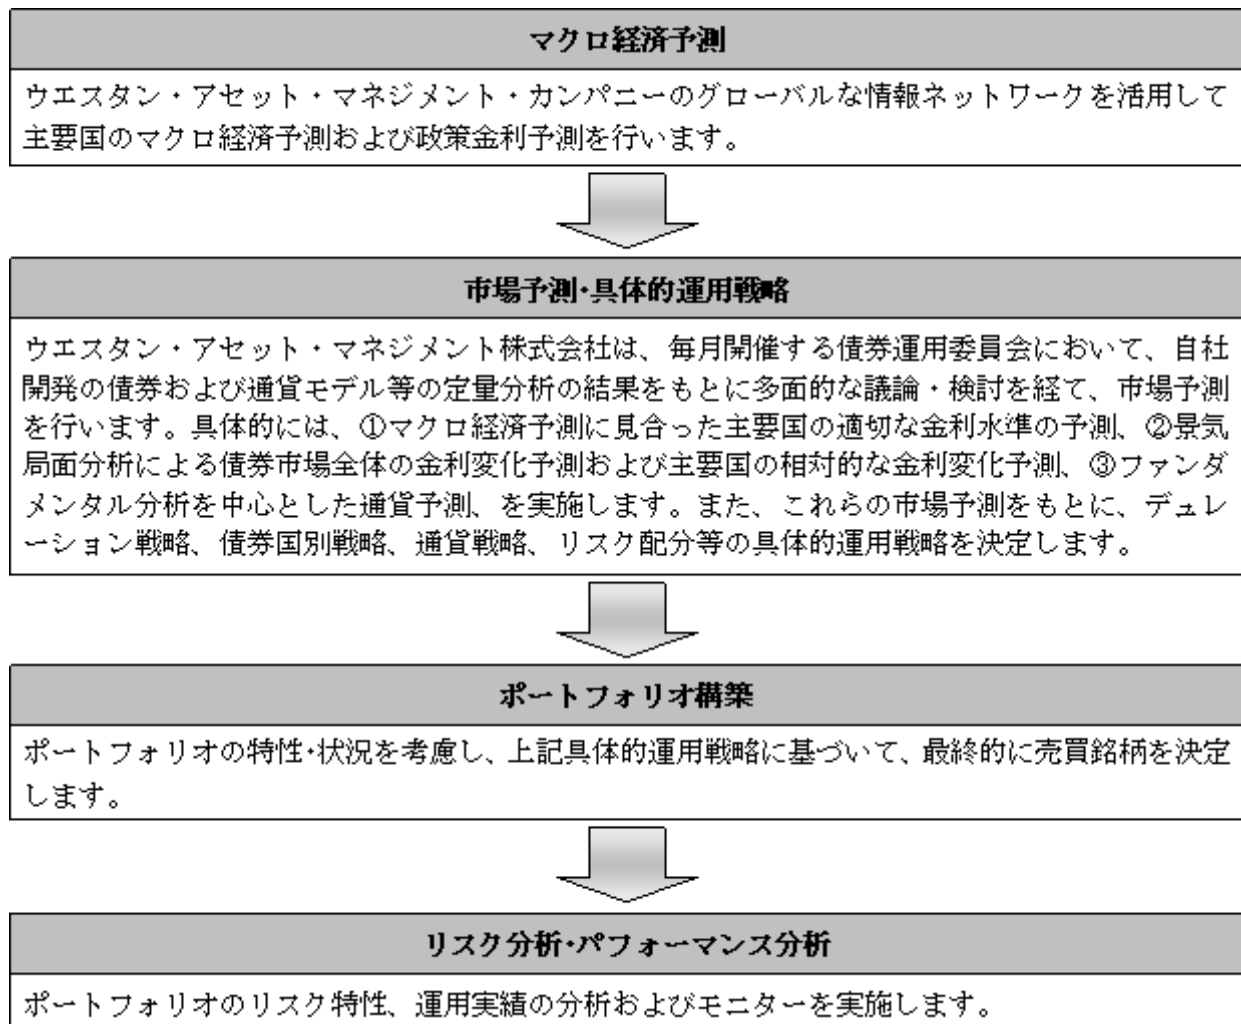 マクロ経済予測
ウエスタン・アセット・マネジメント・カンパニーのグローバルな情報ネットワークを活用して
主要国のマクロ経済予測および政策金利予測を行います。
市場予測・具体的運用戦略
ウエスタン・アセット・マネジメント株式会社は、毎月開催する債券運用委員会において、自社
開発の債券および通貨モデル等の定量分析の結果をもとに多面的な議論・検討を経て、市場予測
を行います。具体的には、①マクロ経済予測に見合った主要国の適切な金利水準の予測、②景気
局面分析による債券市場全体の金利変化予測および主要国の相対的な金利変化予測、③ファンダ
メンタル分析を中心とした通貨予測、を実施します。また、これらの市場予測をもとに、デュレ
ーション戦略、債券国別戦略、通貨戦略、リスク配分等の具体的運用戦略を決定します。
ポートフォリオ構築
ポートフォリオの特性・状況を考慮し、上記具体的運用戦略に基づいて、最終的に売買銘柄を決定
します。
リスク分析・パフォーマンス分析
ポートフォリオのリスク特性、運用実績の分析およびモニターを実施します。